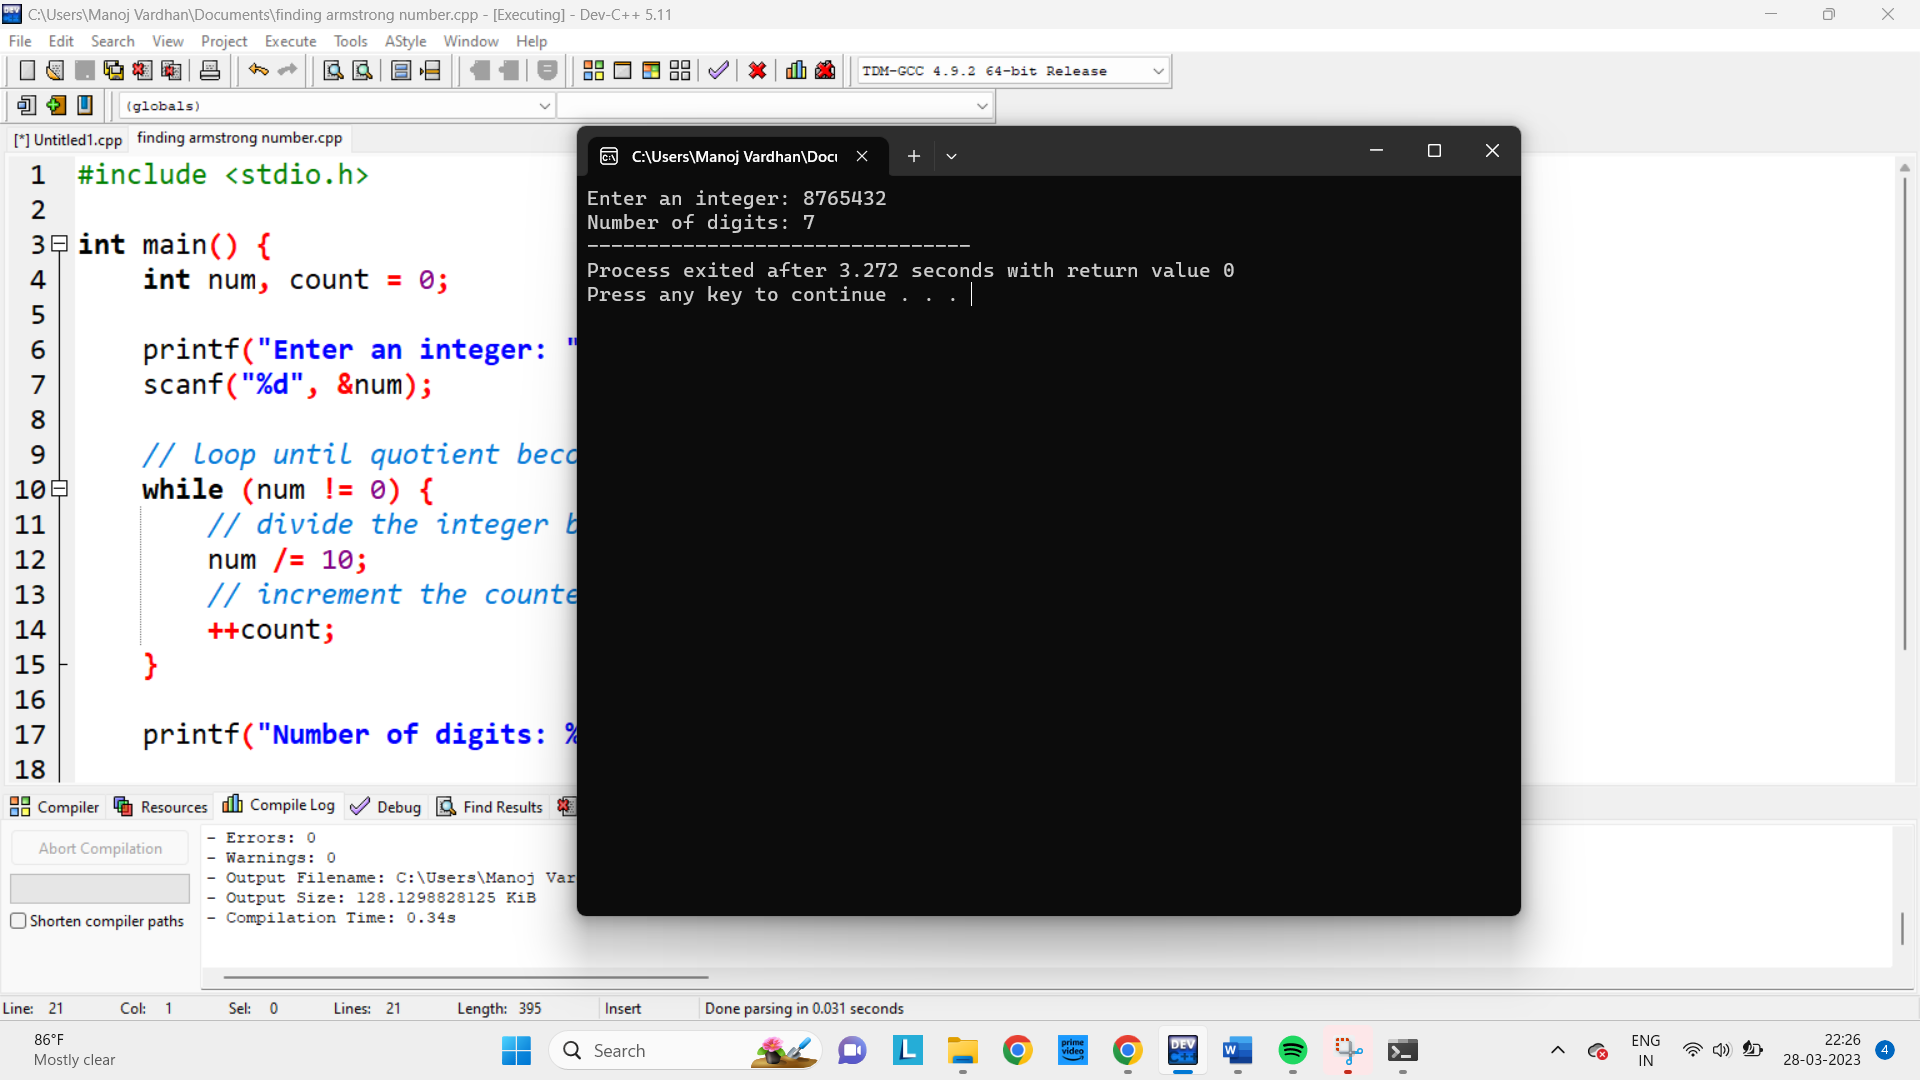 C:\Users\Manoj Vardhan\Documents\finding armstrong number.cpp - [Executing] - Dev-C++ 5.11
File Edit Search View Project Execute Tools AStyle Window Help
TDM-GCC 4.9.2 64-bit Release
(globals)
[*] Untitled1.cpp finding armstrong number.cpp
1 #include <stdio.h>
2
3 int main() {
4 int num, count = 0;
5
6 printf("Enter an integer: "
7 scanf("%d", &num);
8
9 // loop until quotient beco
10 while (num != 0) {
11 // divide the integer b
12 num /= 10;
13 // increment the counte
14 ++count;
15 }
16
17 printf("Number of digits: %
18
C:\Users\Manoj Vardhan\Docu
Enter an integer: 8765432
Number of digits: 7
--------------------------------
Process exited after 3.272 seconds with return value 0
Press any key to continue . . .
Compiler Resources Compile Log Debug Find Results
Abort Compilation
Shorten compiler paths
- Errors: 0
- Warnings: 0
- Output Filename: C:\Users\Manoj Var
- Output Size: 128.1298828125 KiB
- Compilation Time: 0.34s
Line: 21 Col: 1 Sel: 0 Lines: 21 Length: 395 Insert Done parsing in 0.031 seconds
86°F
Mostly clear
Search
L
prime video
DEV C++
W
ENG
IN
22:26
28-03-2023
4